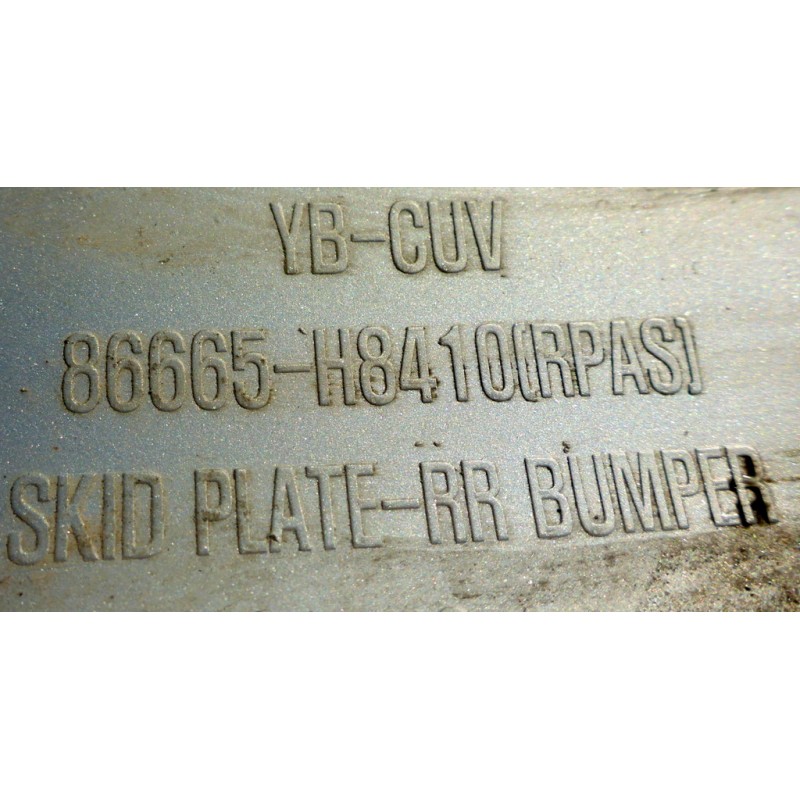 YB-CUV
86665-H8410[RPAS]
SKID PLATE-RR BUMPER